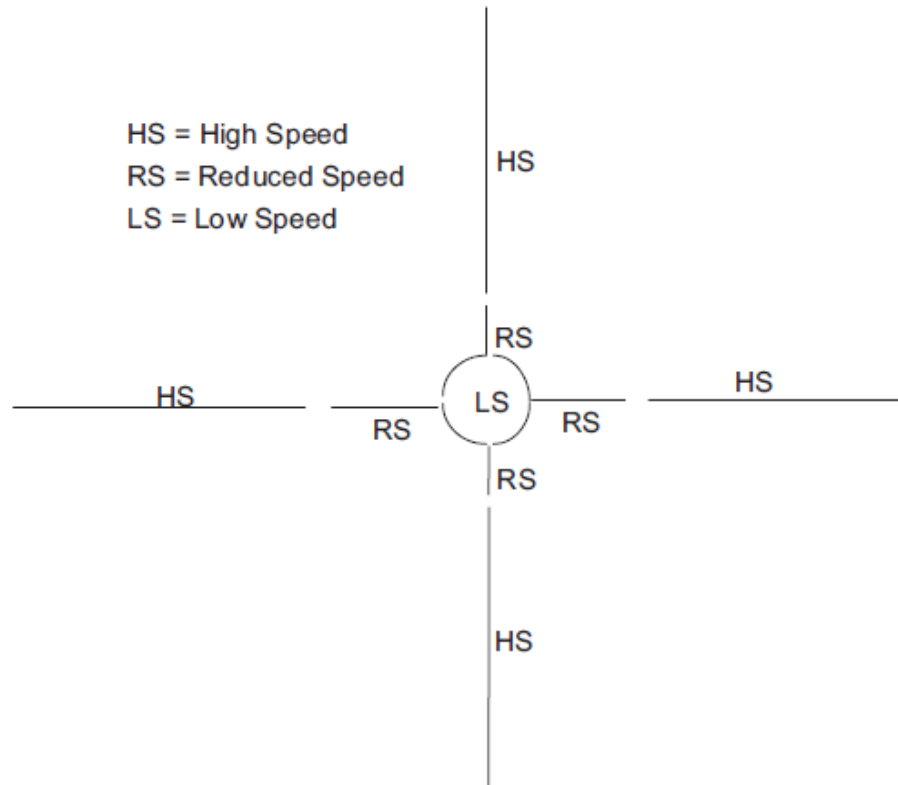 HS = High Speed
HS
RS = Reduced Speed
LS = Low Speed
RS
HS
LS
HS
RS
RS
RS
HS